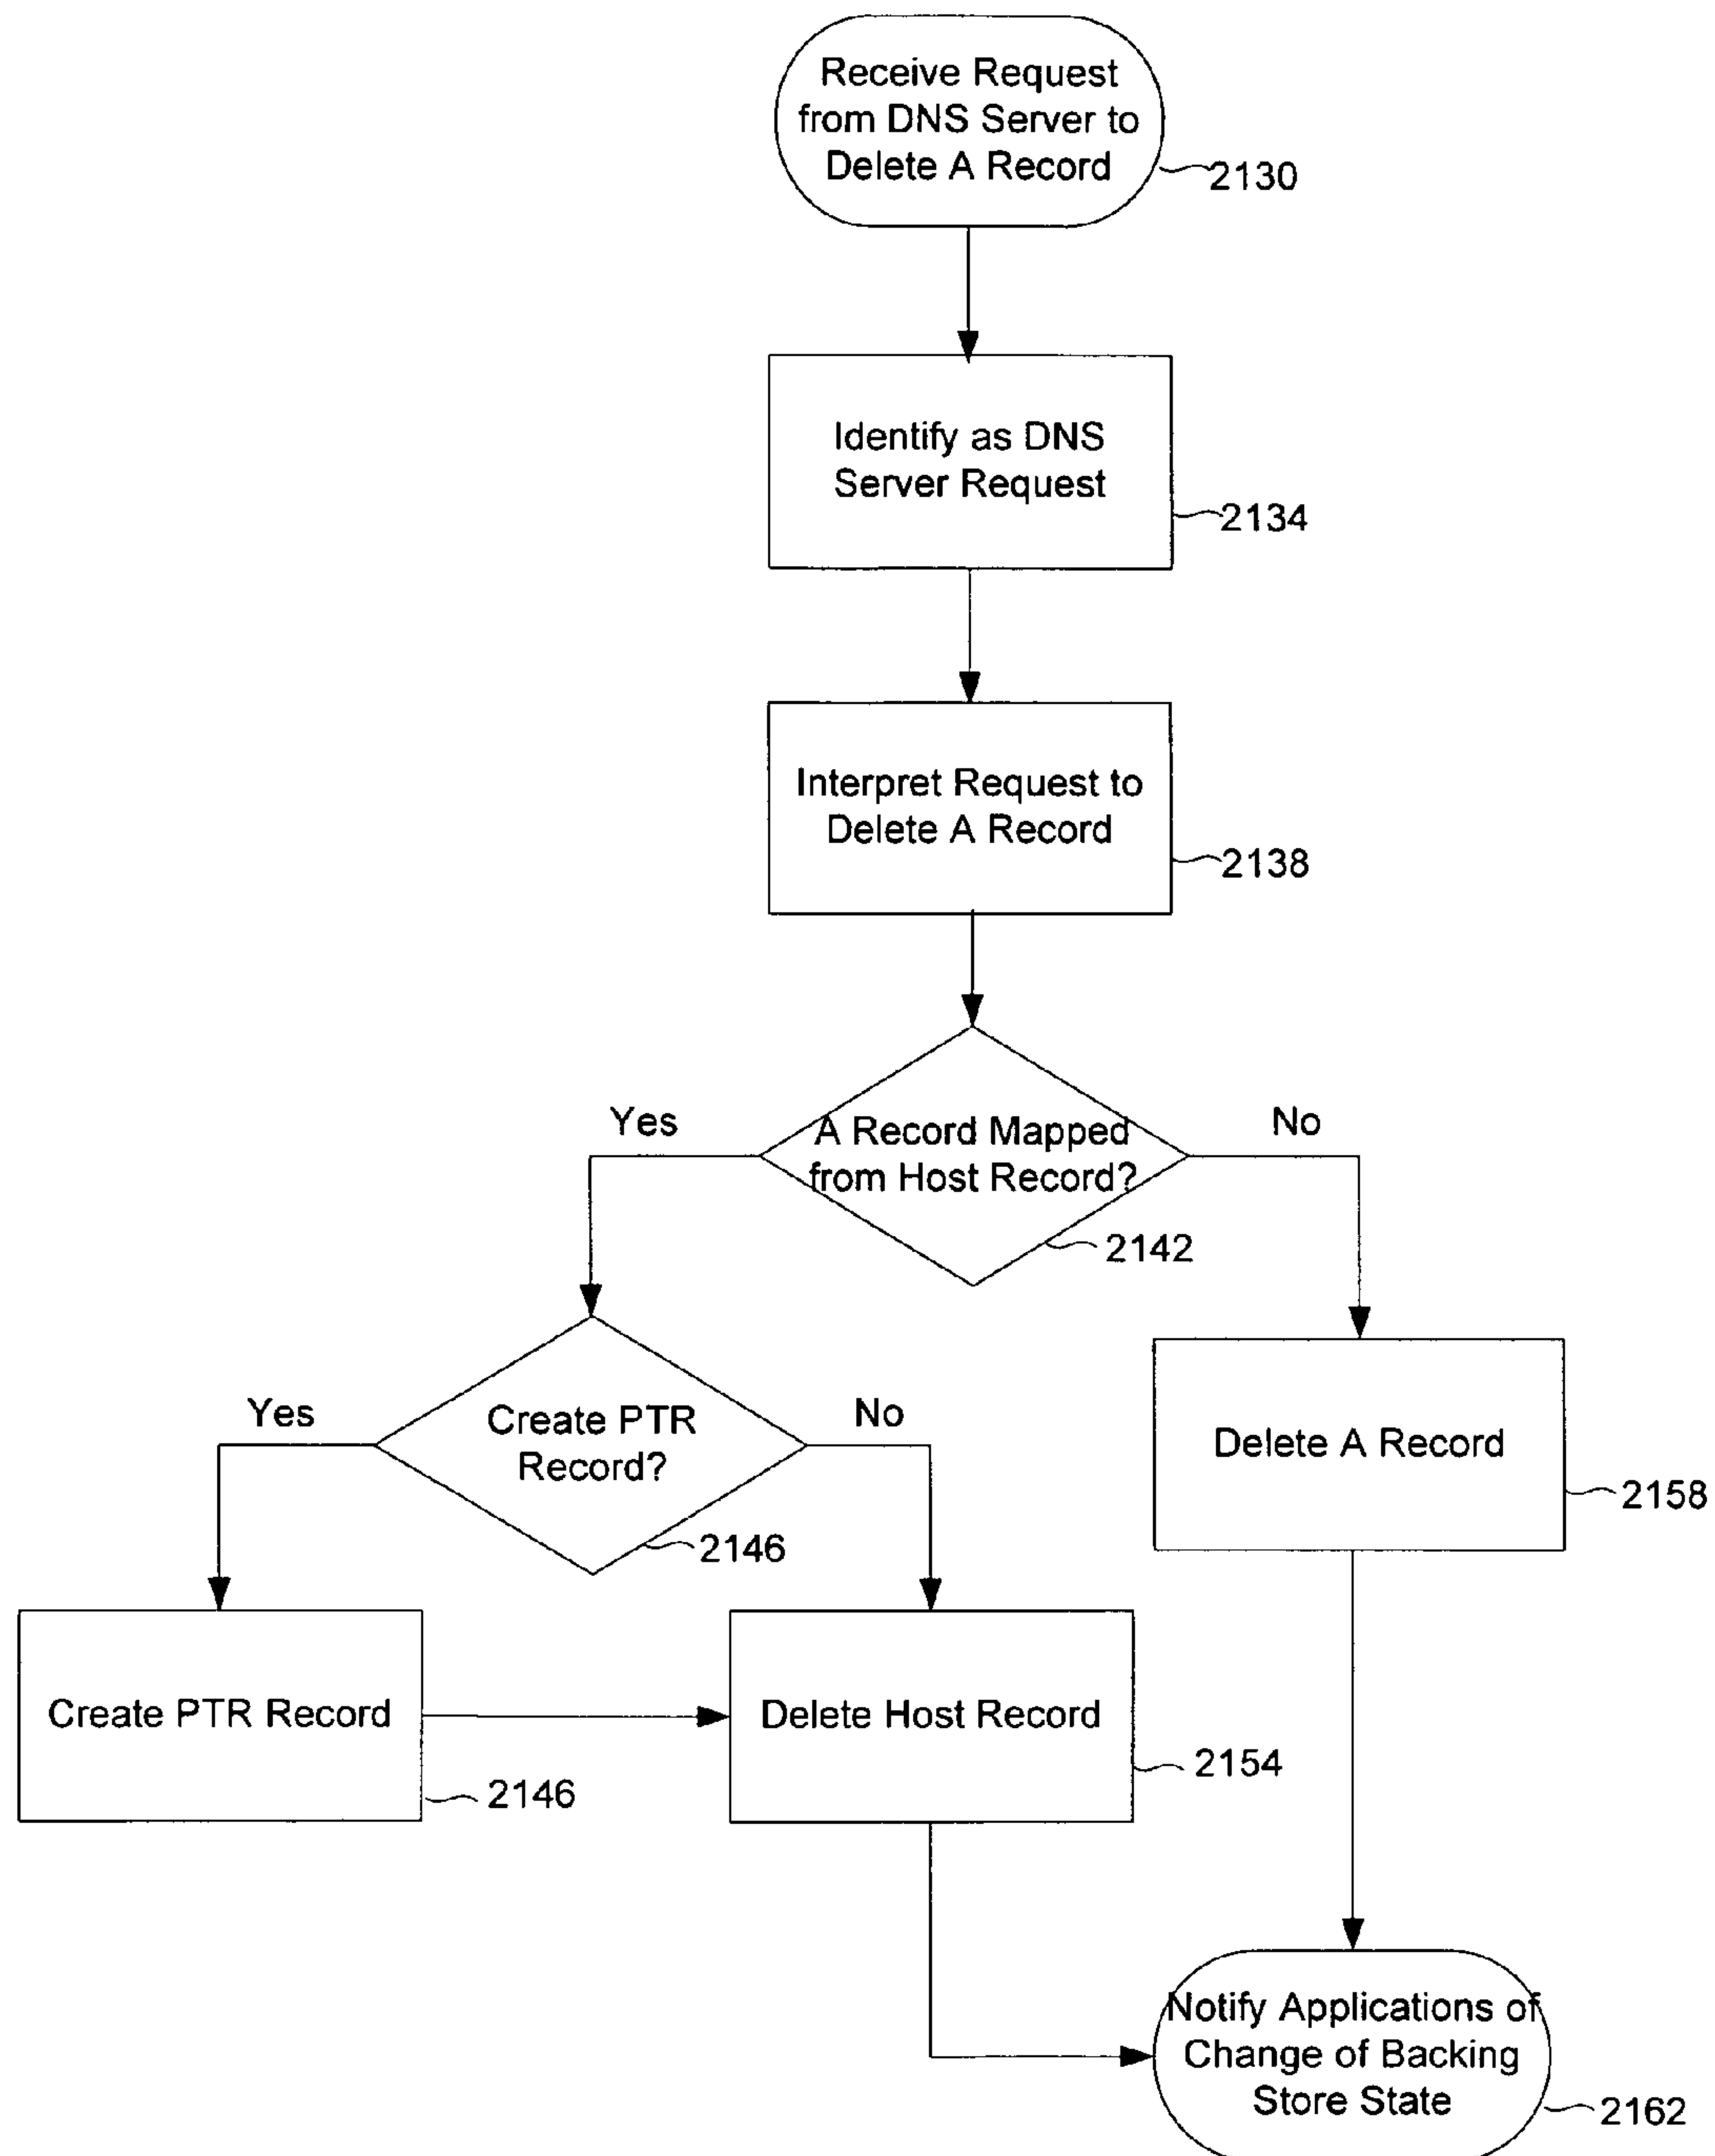 Receive Request
from DNS Server to
Delete A Record
2130
Identify as DNS
Server Request
2134
Interpret Request to
Delete A Record
2138
Yes
A Record Mapped
from Host Record?
No
2142
Yes
Create PTR
Record?
No
2146
Delete A Record
2158
Create PTR Record
2146
Delete Host Record
2154
Notify Applications of
Change of Backing
Store State
2162